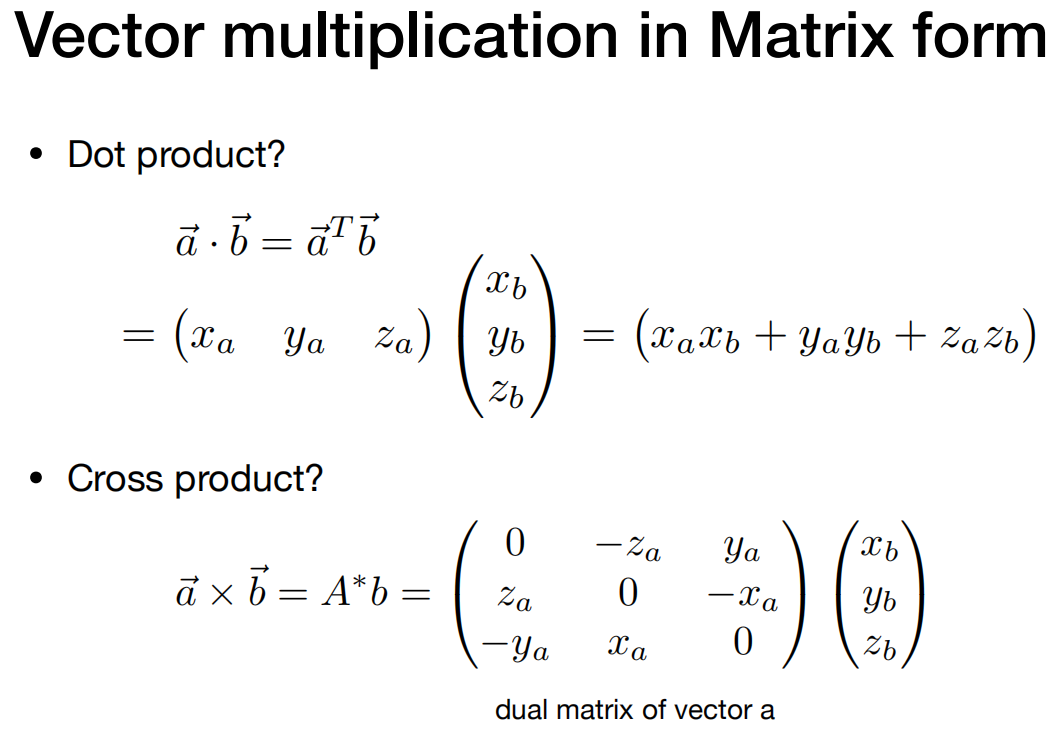 Vector multiplication in Matrix form
• Dot product?
$\vec{a} \cdot \vec{b} = \vec{a}^T \vec{b}$
$= \begin{pmatrix} x_a & y_a & z_a \end{pmatrix} \begin{pmatrix} x_b \\ y_b \\ z_b \end{pmatrix} = \begin{pmatrix} x_a x_b + y_a y_b + z_a z_b \end{pmatrix}$
• Cross product?
$\vec{a} \times \vec{b} = A^* b = \begin{pmatrix} 0 & -z_a & y_a \\ z_a & 0 & -x_a \\ -y_a & x_a & 0 \end{pmatrix} \begin{pmatrix} x_b \\ y_b \\ z_b \end{pmatrix}$
dual matrix of vector a